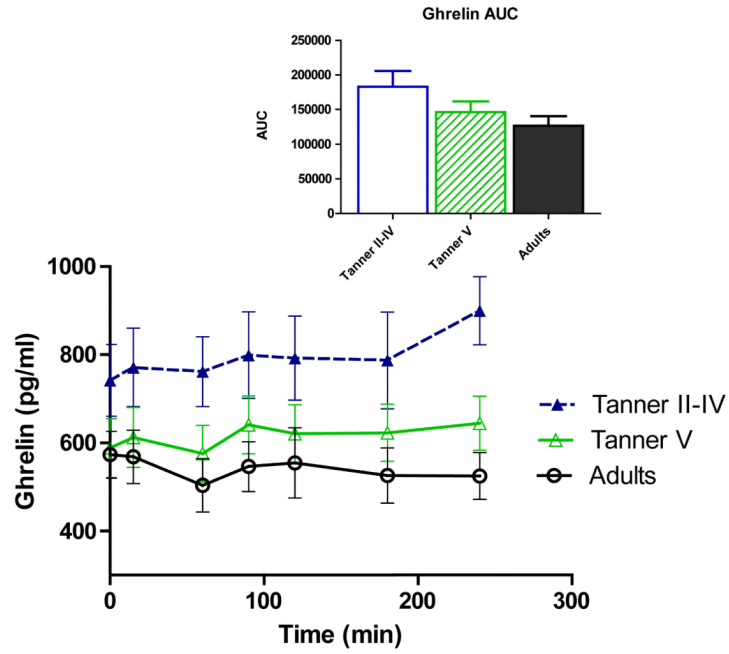 Ghrelin AUC
250000
200000
150000
100000
50000
0
AUC
Tanner II-IV
Tanner V
Adults
1000
800
600
400
Ghrelin (pg/ml)
0
100
200
300
Time (min)
Tanner II-IV
Tanner V
Adults